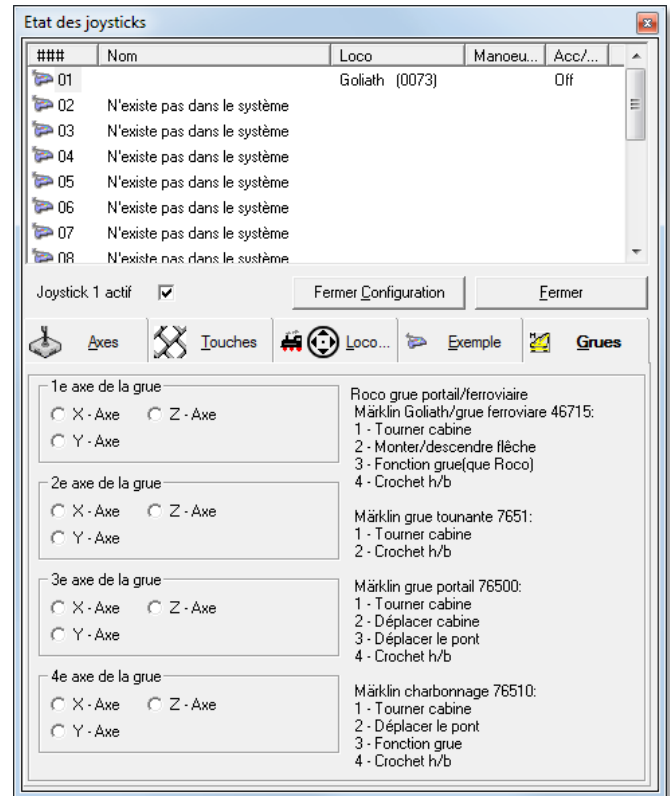 Etat des joysticks
### Nom Loco Manoeu... Acc/...
01 Goliath (0073) Off
02 N'existe pas dans le système
03 N'existe pas dans le système
04 N'existe pas dans le système
05 N'existe pas dans le système
06 N'existe pas dans le système
07 N'existe pas dans le système
08 N'existe pas dans le système
Joystick 1 actif Fermer Configuration Fermer
Axes Touches Loco... Exemple Grues
1e axe de la grue
X - Axe Z - Axe
Y - Axe
2e axe de la grue
X - Axe Z - Axe
Y - Axe
3e axe de la grue
X - Axe Z - Axe
Y - Axe
4e axe de la grue
X - Axe Z - Axe
Y - Axe
Roco grue portail/ferroviaire
Märklin Goliath/grue ferroviare 46715:
1 - Tourner cabine
2 - Monter/descendre flêche
3 - Fonction grue(que Roco)
4 - Crochet h/b
Märklin grue tounante 7651:
1 - Tourner cabine
2 - Crochet h/b
Märklin grue portail 76500:
1 - Tourner cabine
2 - Déplacer cabine
3 - Déplacer le pont
4 - Crochet h/b
Märklin charbonnage 76510:
1 - Tourner cabine
2 - Déplacer le pont
3 - Fonction grue
4 - Crochet h/b